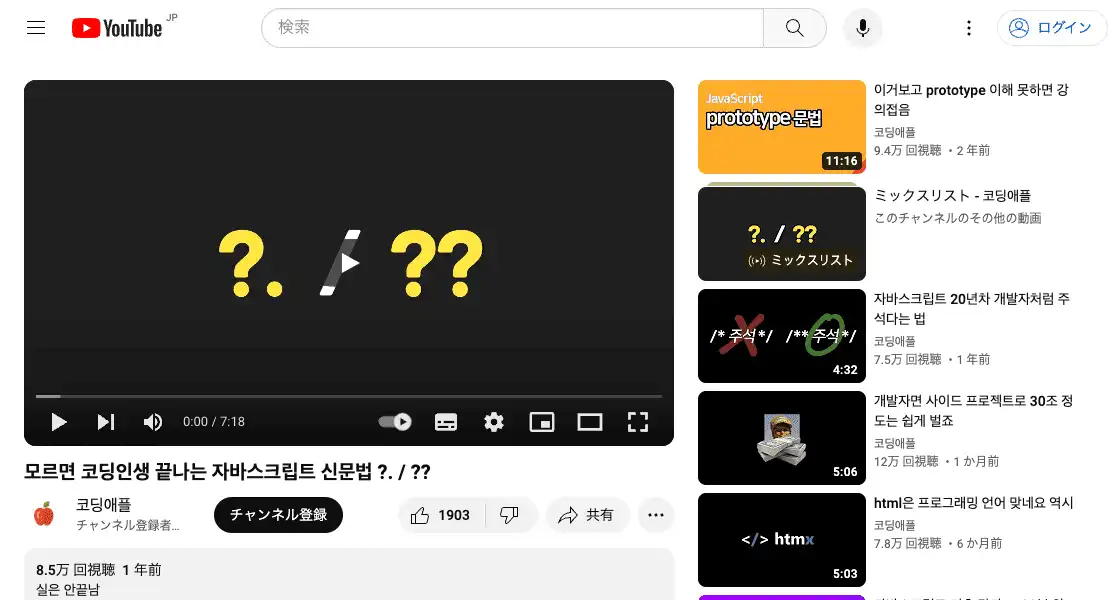 YouTube JP
検索
ログイン
?. / ??
0:00 / 7:18
모르면 코딩인생 끝나는 자바스크립트 신문법 ?. / ??
코딩애플
チャンネル登録者...
チャンネル登録
1903
共有
8.5万 回視聴 1 年前
실은 안끝남
JavaScript
prototype 문법
11:16
이거보고 prototype 이해 못하면 강
의접음
코딩애플
9.4万 回視聴 ・2 年前
?. / ??
ミックスリスト
ミックスリスト - 코딩애플
このチャンネルのその他の動画
/* 주석 */ /** 주석 */
4:32
자바스크립트 20년차 개발자처럼 주
석다는 법
코딩애플
7.5万 回視聴 ・1 年前
5:06
개발자면 사이드 프로젝트로 30조 정
도는 쉽게 벌죠
코딩애플
12万 回視聴 ・1 か月前
</> htmx
5:03
html은 프로그래밍 언어 맞네요 역시
코딩애플
7.8万 回視聴 ・6 か月前